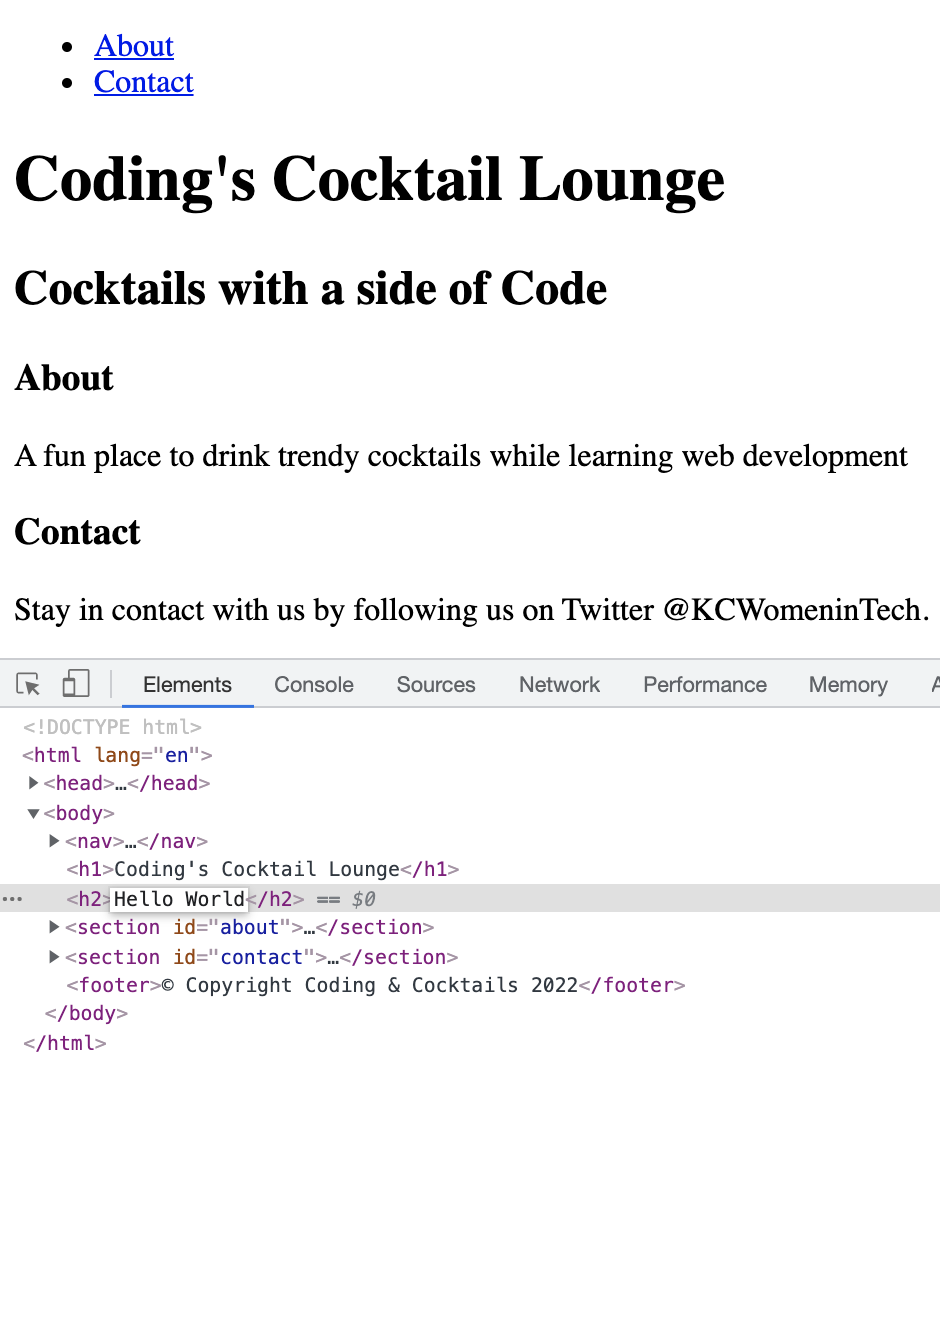 About
Contact
Coding's Cocktail Lounge
Cocktails with a side of Code
About
A fun place to drink trendy cocktails while learning web development
Contact
Stay in contact with us by following us on Twitter @KCWomeninTech.
Elements Console Sources Network Performance Memory
<!DOCTYPE html>
<html lang="en">
<head>…</head>
<body>
<nav>…</nav>
<h1>Coding's Cocktail Lounge</h1>
<h2>Hello World</h2> == $0
<section id="about">…</section>
<section id="contact">…</section>
<footer>© Copyright Coding & Cocktails 2022</footer>
</body>
</html>